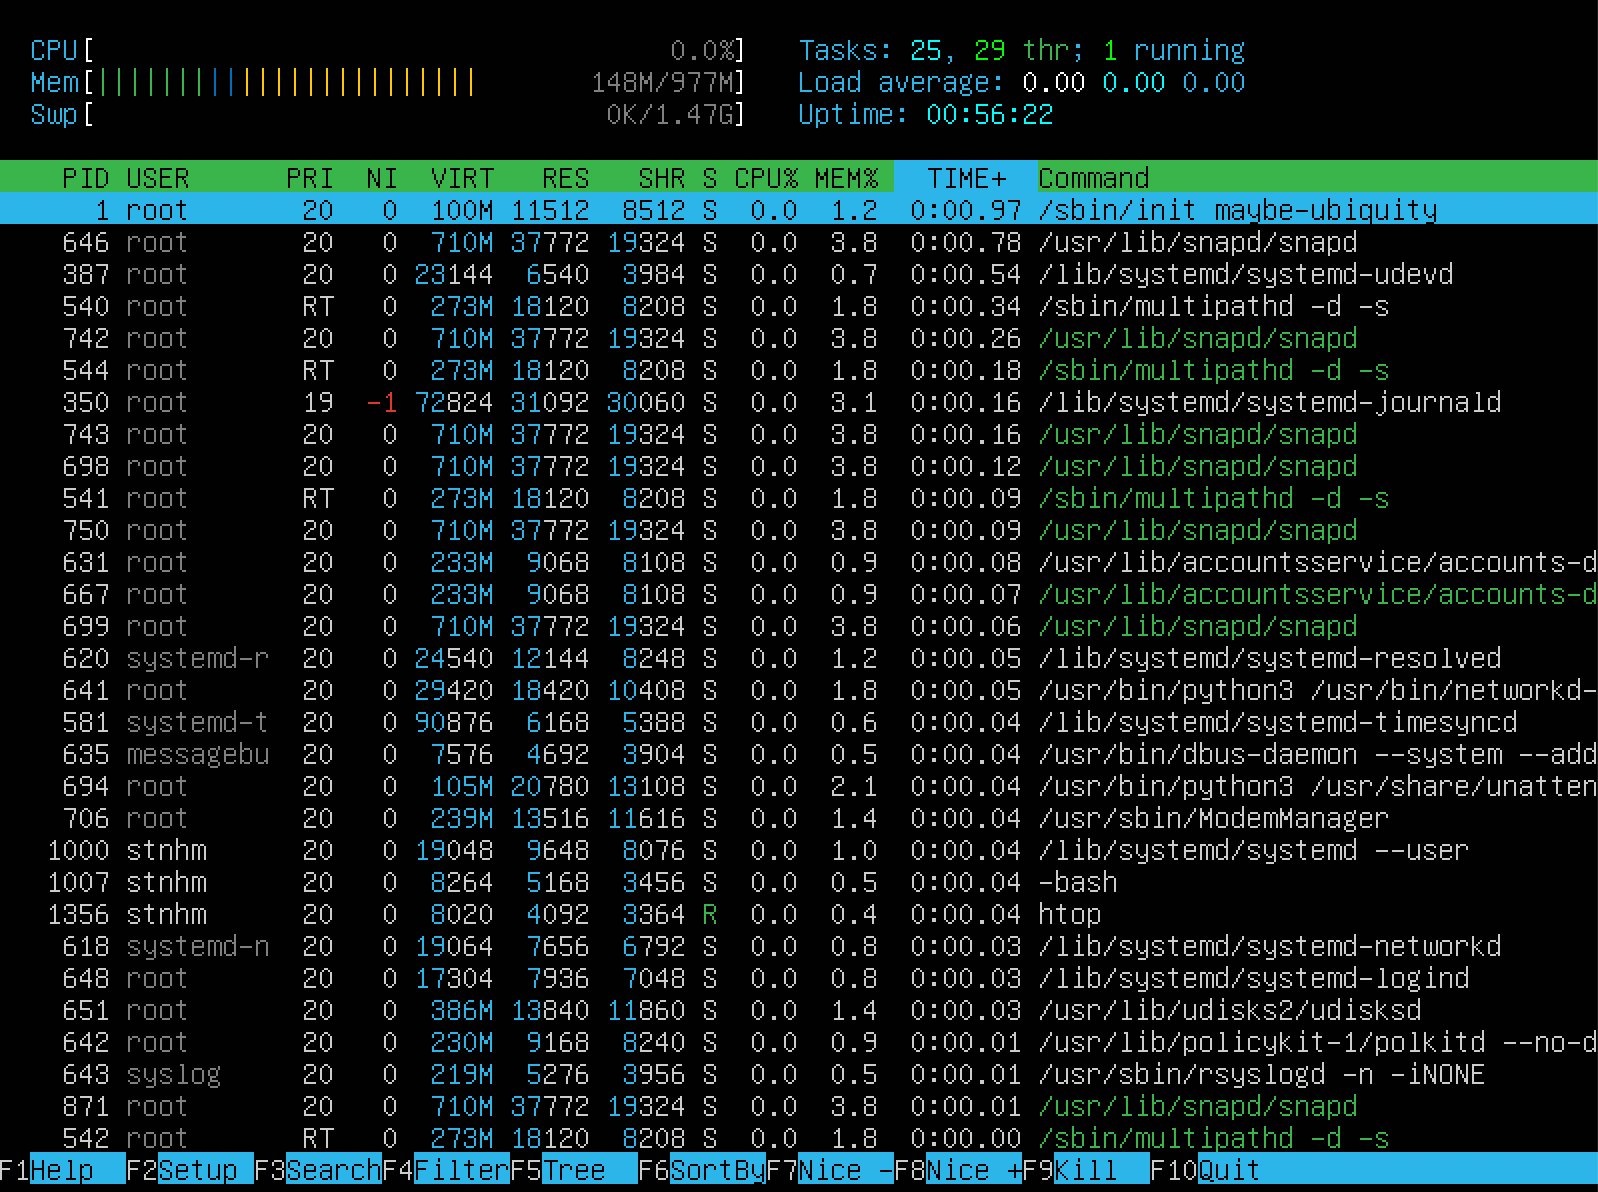 CPU[ 0.0%] Tasks: 25, 29 thr; 1 running
Mem[||||||||||||||||||||||||| 148M/977M] Load average: 0.00 0.00 0.00
Swp[ 0K/1.47G] Uptime: 00:56:22
PID USER PRI NI VIRT RES SHR S CPU% MEM% TIME+ Command
1 root 20 0 100M 11512 8512 S 0.0 1.2 0:00.97 /sbin/init maybe-ubiquity
646 root 20 0 710M 37772 19324 S 0.0 3.8 0:00.78 /usr/lib/snapd/snapd
387 root 20 0 23144 6540 3984 S 0.0 0.7 0:00.54 /lib/systemd/systemd-udevd
540 root RT 0 273M 18120 8208 S 0.0 1.8 0:00.34 /sbin/multipathd -d -s
742 root 20 0 710M 37772 19324 S 0.0 3.8 0:00.26 /usr/lib/snapd/snapd
544 root RT 0 273M 18120 8208 S 0.0 1.8 0:00.18 /sbin/multipathd -d -s
350 root 19 -1 72824 31092 30060 S 0.0 3.1 0:00.16 /lib/systemd/systemd-journald
743 root 20 0 710M 37772 19324 S 0.0 3.8 0:00.16 /usr/lib/snapd/snapd
698 root 20 0 710M 37772 19324 S 0.0 3.8 0:00.12 /usr/lib/snapd/snapd
541 root RT 0 273M 18120 8208 S 0.0 1.8 0:00.09 /sbin/multipathd -d -s
750 root 20 0 710M 37772 19324 S 0.0 3.8 0:00.09 /usr/lib/snapd/snapd
631 root 20 0 233M 9068 8108 S 0.0 0.9 0:00.08 /usr/lib/accountsservice/accounts-d
667 root 20 0 233M 9068 8108 S 0.0 0.9 0:00.07 /usr/lib/accountsservice/accounts-d
699 root 20 0 710M 37772 19324 S 0.0 3.8 0:00.06 /usr/lib/snapd/snapd
620 systemd-r 20 0 24540 12144 8248 S 0.0 1.2 0:00.05 /lib/systemd/systemd-resolved
641 root 20 0 29420 18420 10408 S 0.0 1.8 0:00.05 /usr/bin/python3 /usr/bin/networkd-
581 systemd-t 20 0 90876 6168 5388 S 0.0 0.6 0:00.04 /lib/systemd/systemd-timesyncd
635 messagebu 20 0 7576 4692 3904 S 0.0 0.5 0:00.04 /usr/bin/dbus-daemon --system --add
694 root 20 0 105M 20780 13108 S 0.0 2.1 0:00.04 /usr/bin/python3 /usr/share/unatten
706 root 20 0 239M 13516 11616 S 0.0 1.4 0:00.04 /usr/sbin/ModemManager
1000 stnhm 20 0 19048 9648 8076 S 0.0 1.0 0:00.04 /lib/systemd/systemd --user
1007 stnhm 20 0 8264 5168 3456 S 0.0 0.5 0:00.04 -bash
1356 stnhm 20 0 8020 4092 3364 R 0.0 0.4 0:00.04 htop
618 systemd-n 20 0 19064 7656 6792 S 0.0 0.8 0:00.03 /lib/systemd/systemd-networkd
648 root 20 0 17304 7936 7048 S 0.0 0.8 0:00.03 /lib/systemd/systemd-logind
651 root 20 0 386M 13840 11860 S 0.0 1.4 0:00.03 /usr/lib/udisks2/udisksd
642 root 20 0 230M 9168 8240 S 0.0 0.9 0:00.01 /usr/lib/policykit-1/polkitd --no-d
643 syslog 20 0 219M 5276 3956 S 0.0 0.5 0:00.01 /usr/sbin/rsyslogd -n -iNONE
871 root 20 0 710M 37772 19324 S 0.0 3.8 0:00.01 /usr/lib/snapd/snapd
542 root RT 0 273M 18120 8208 S 0.0 1.8 0:00.00 /sbin/multipathd -d -s
F1Help F2Setup F3SearchF4FilterF5Tree F6SortByF7Nice -F8Nice +F9Kill F10Quit